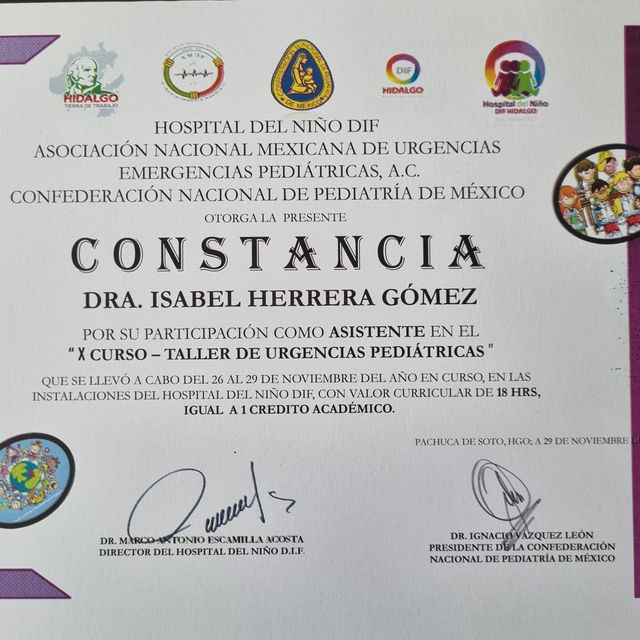 HIDALGO
TIERRA DE TRABAJO
DIF
HIDALGO
Hospital del Niño
DIF HIDALGO
HOSPITAL DEL NIÑO DIF
ASOCIACIÓN NACIONAL MEXICANA DE URGENCIAS
EMERGENCIAS PEDIÁTRICAS, A.C.
CONFEDERACIÓN NACIONAL DE PEDIATRÍA DE MÉXICO
OTORGA LA PRESENTE
CONSTANCIA
DRA. ISABEL HERRERA GÓMEZ
POR SU PARTICIPACIÓN COMO ASISTENTE EN EL
“X CURSO – TALLER DE URGENCIAS PEDIÁTRICAS”
QUE SE LLEVÓ A CABO DEL 26 AL 29 DE NOVIEMBRE DEL AÑO EN CURSO, EN LAS
INSTALACIONES DEL HOSPITAL DEL NIÑO DIF, CON VALOR CURRICULAR DE 18 HRS,
IGUAL A 1 CREDITO ACADÉMICO.
PACHUCA DE SOTO, HGO; A 29 DE NOVIEMBRE
DR. MARCO ANTONIO ESCAMILLA ACOSTA
DIRECTOR DEL HOSPITAL DEL NIÑO D.I.F.
DR. IGNACIO VÁZQUEZ LEÓN
PRESIDENTE DE LA CONFEDERACIÓN
NACIONAL DE PEDIATRÍA DE MÉXICO